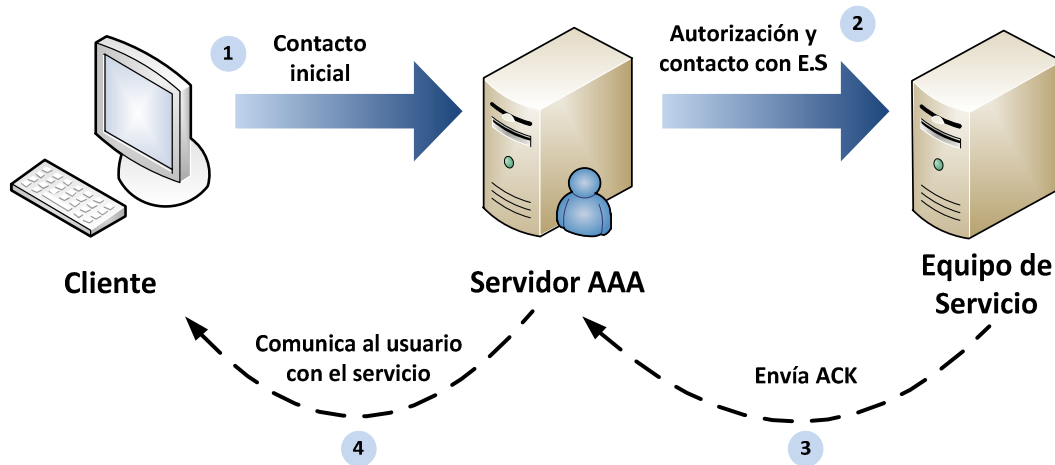 1
Contacto
inicial
2
Autorización y
contacto con E.S
Cliente
Servidor AAA
Equipo de
Servicio
Comunica al usuario
con el servicio
Envía ACK
4
3